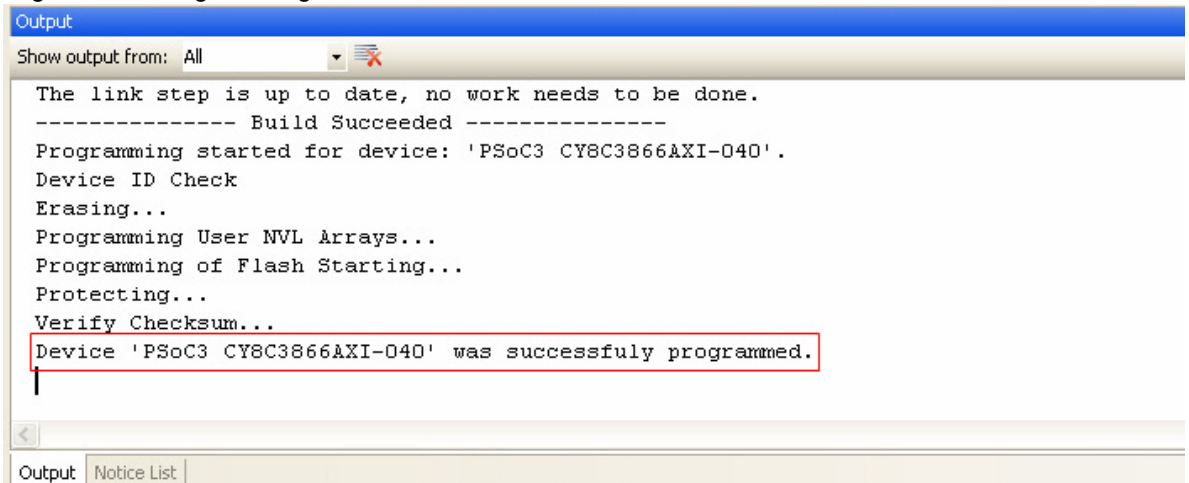 Output
Show output from: All
The link step is up to date, no work needs to be done.
--------------- Build Succeeded ---------------
Programming started for device: 'PSoC3 CY8C3866AXI-040'.
Device ID Check
Erasing...
Programming User NVL Arrays...
Programming of Flash Starting...
Protecting...
Verify Checksum...
Device 'PSoC3 CY8C3866AXI-040' was successfuly programmed.
Output Notice List